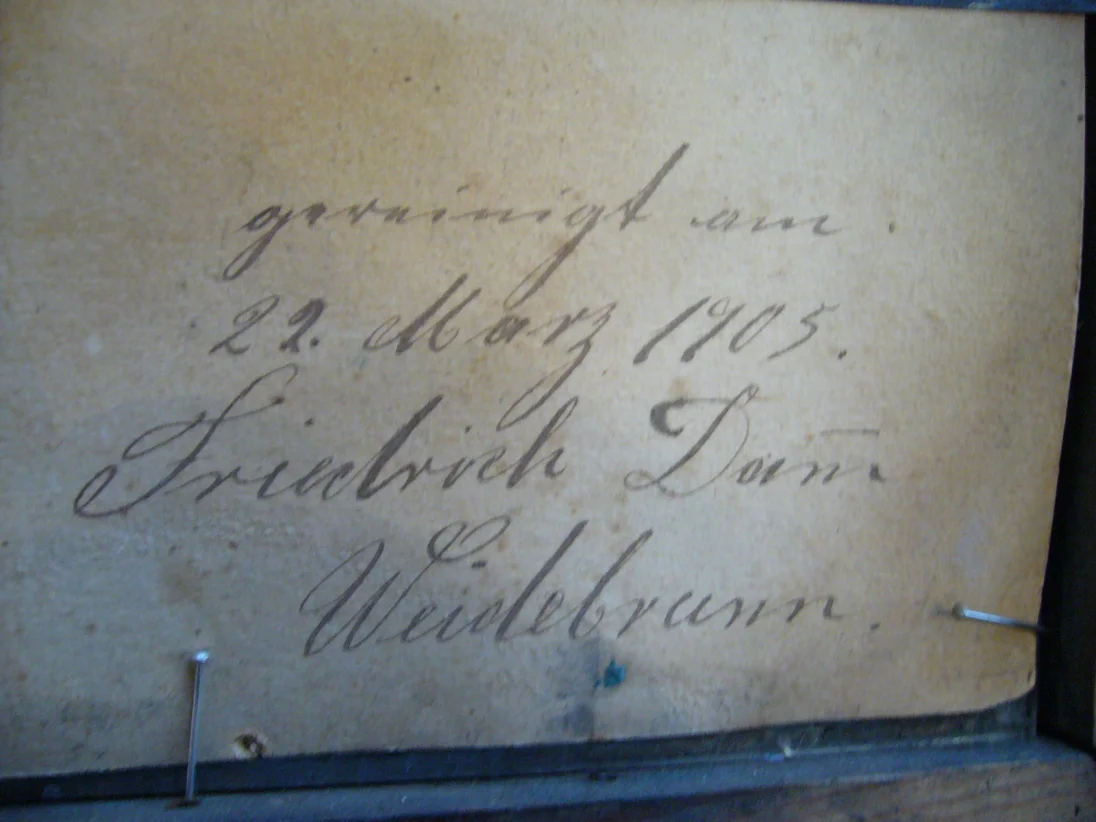 gereinigt am.
22. März 1905.
Friedrich Dam̅
Weidebrunn.